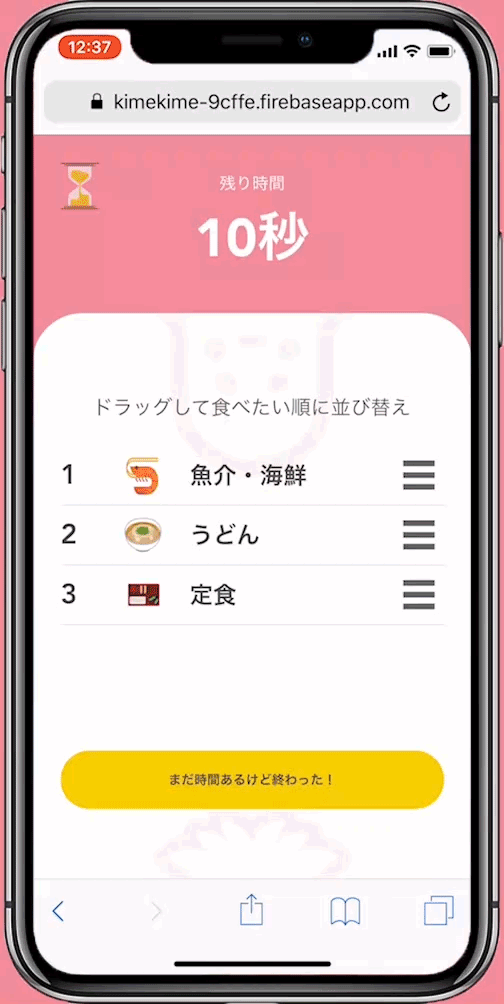 12:37
kimekime-9cffe.firebaseapp.com
残り時間
10秒
ドラッグして食べたい順に並び替え
1 魚介・海鮮
2 うどん
3 定食
まだ時間あるけど終わった！